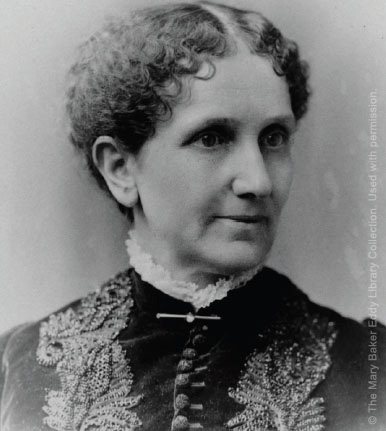 © The Mary Baker Eddy Library Collection. Used with permission.